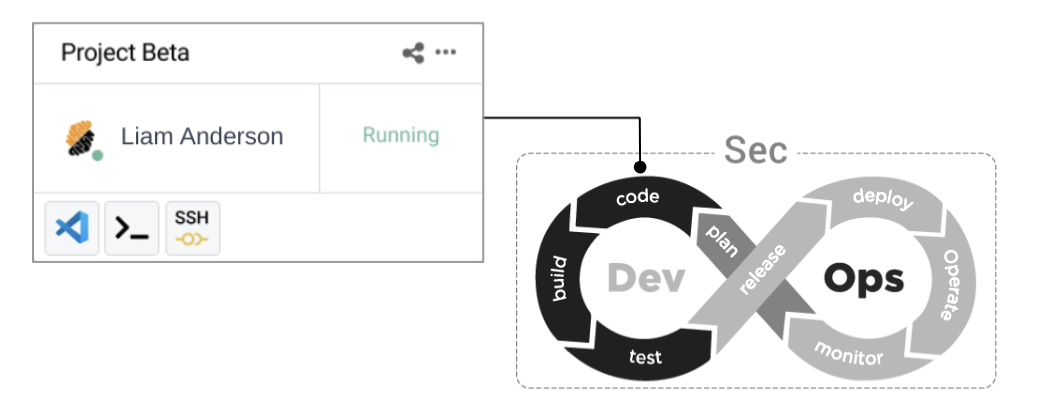 Project Beta
Liam Anderson
Running
SSH
Sec
code
plan
build
test
release
deploy
Operate
monitor
Dev
Ops